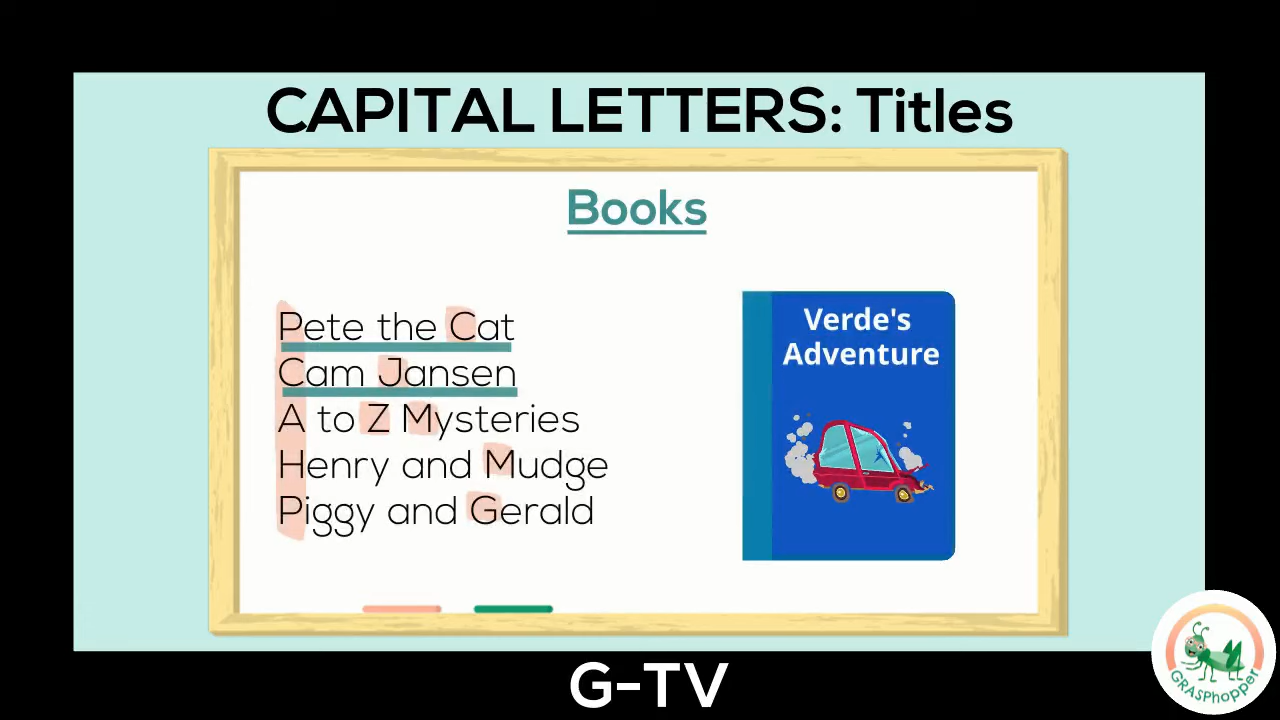 CAPITAL LETTERS: Titles
Books
Pete the Cat
Cam Jansen
A to Z Mysteries
Henry and Mudge
Piggy and Gerald
Verde's
Adventure
G-TV
GRASPhopper